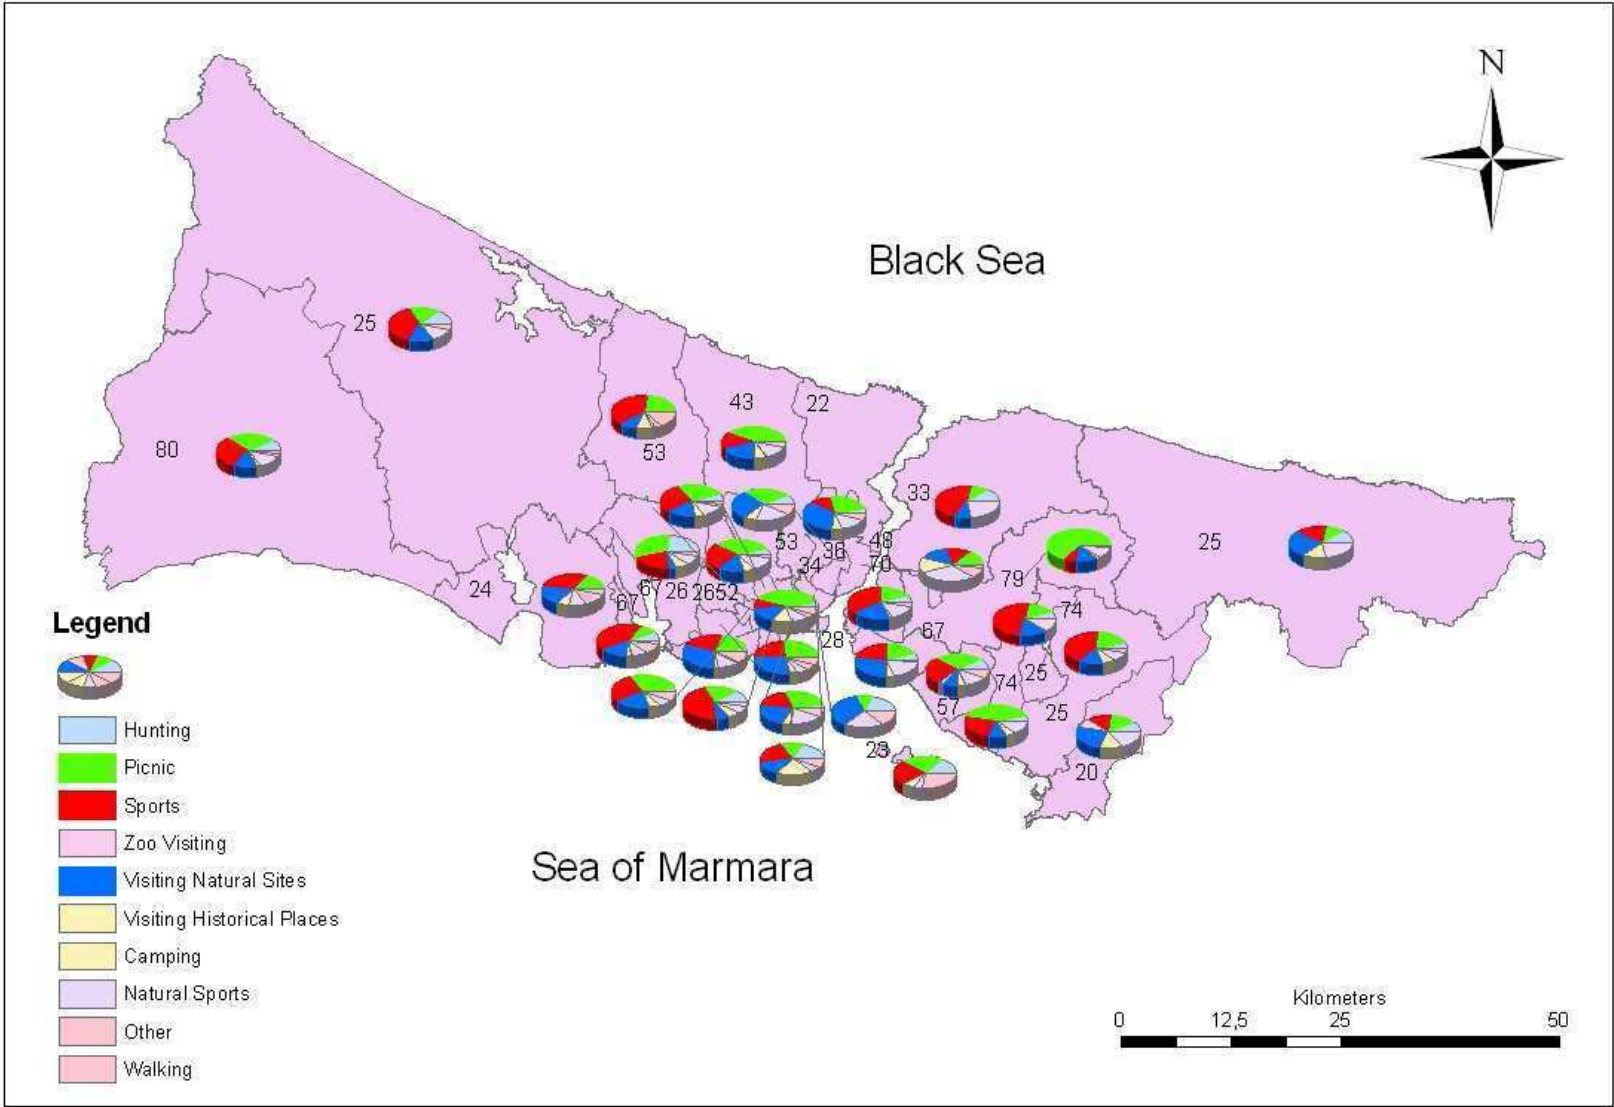 N
Black Sea
25
43
22
80
53
33
53
36
48
25
34
70
79
24
67
67
26
26
52
74
28
67
74
25
57
25
23
20
Sea of Marmara
Legend
Hunting
Picnic
Sports
Zoo Visiting
Visiting Natural Sites
Visiting Historical Places
Camping
Natural Sports
Other
Walking
Kilometers
0 12,5 25 50